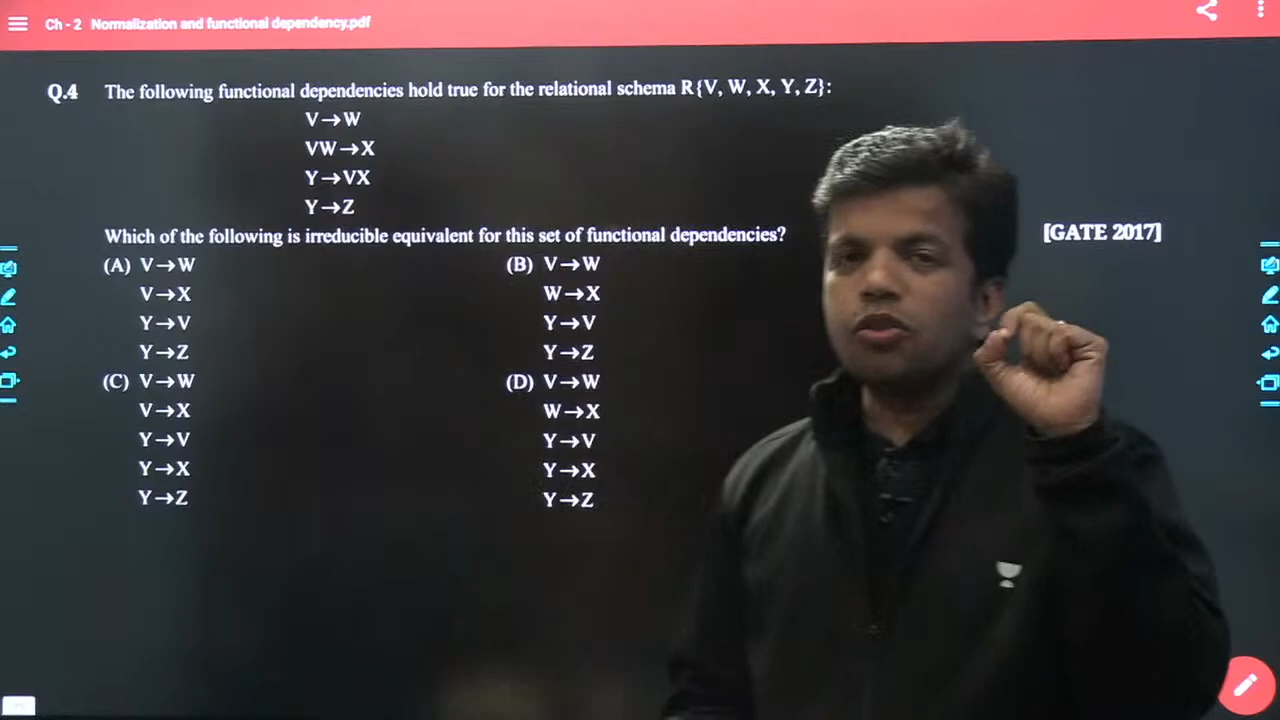 Ch - 2 Normalization and functional dependency.pdf
Q.4 The following functional dependencies hold true for the relational schema R{V, W, X, Y, Z}:
V→W
VW→X
Y→VX
Y→Z
Which of the following is irreducible equivalent for this set of functional dependencies? [GATE 2017]
(A) V→W
V→X
Y→V
Y→Z
(B) V→W
W→X
Y→V
Y→Z
(C) V→W
V→X
Y→V
Y→X
Y→Z
(D) V→W
W→X
Y→V
Y→X
Y→Z